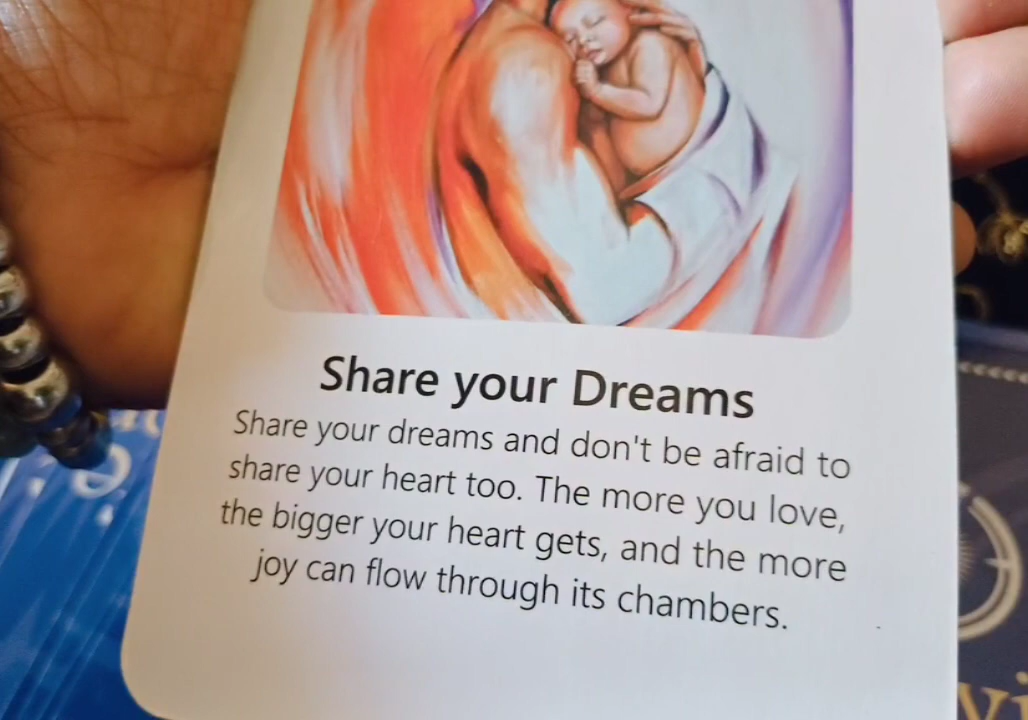 Share your Dreams
Share your dreams and don't be afraid to
share your heart too. The more you love,
the bigger your heart gets, and the more
joy can flow through its chambers.